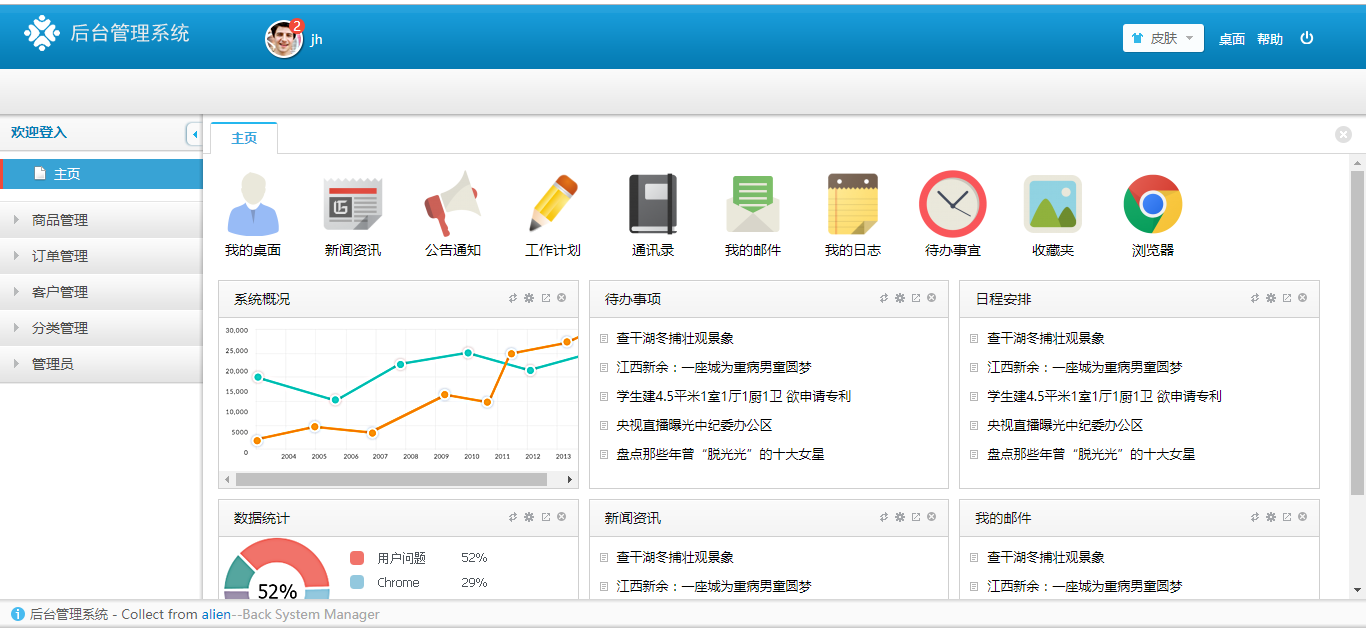 后台管理系统
2
jh
皮肤
桌面 帮助
欢迎登入
主页
主页
商品管理
订单管理
客户管理
分类管理
管理员
我的桌面 新闻资讯 公告通知 工作计划 通讯录 我的邮件 我的日志 待办事宜 收藏夹 浏览器
系统概况
30,000
25,000
20,000
15,000
10,000
5000
0
2004 2005 2006 2007 2008 2009 2010 2011 2012 2013
待办事项
查干湖冬捕壮观景象
江西新余：一座城为重病男童圆梦
学生建4.5平米1室1厅1厨1卫 欲申请专利
央视直播曝光中纪委办公区
盘点那些年曾“脱光光”的十大女星
日程安排
查干湖冬捕壮观景象
江西新余：一座城为重病男童圆梦
学生建4.5平米1室1厅1厨1卫 欲申请专利
央视直播曝光中纪委办公区
盘点那些年曾“脱光光”的十大女星
数据统计
52%
用户问题 52%
Chrome 29%
新闻资讯
查干湖冬捕壮观景象
江西新余：一座城为重病男童圆梦
我的邮件
查干湖冬捕壮观景象
江西新余：一座城为重病男童圆梦
后台管理系统 - Collect from alien--Back System Manager